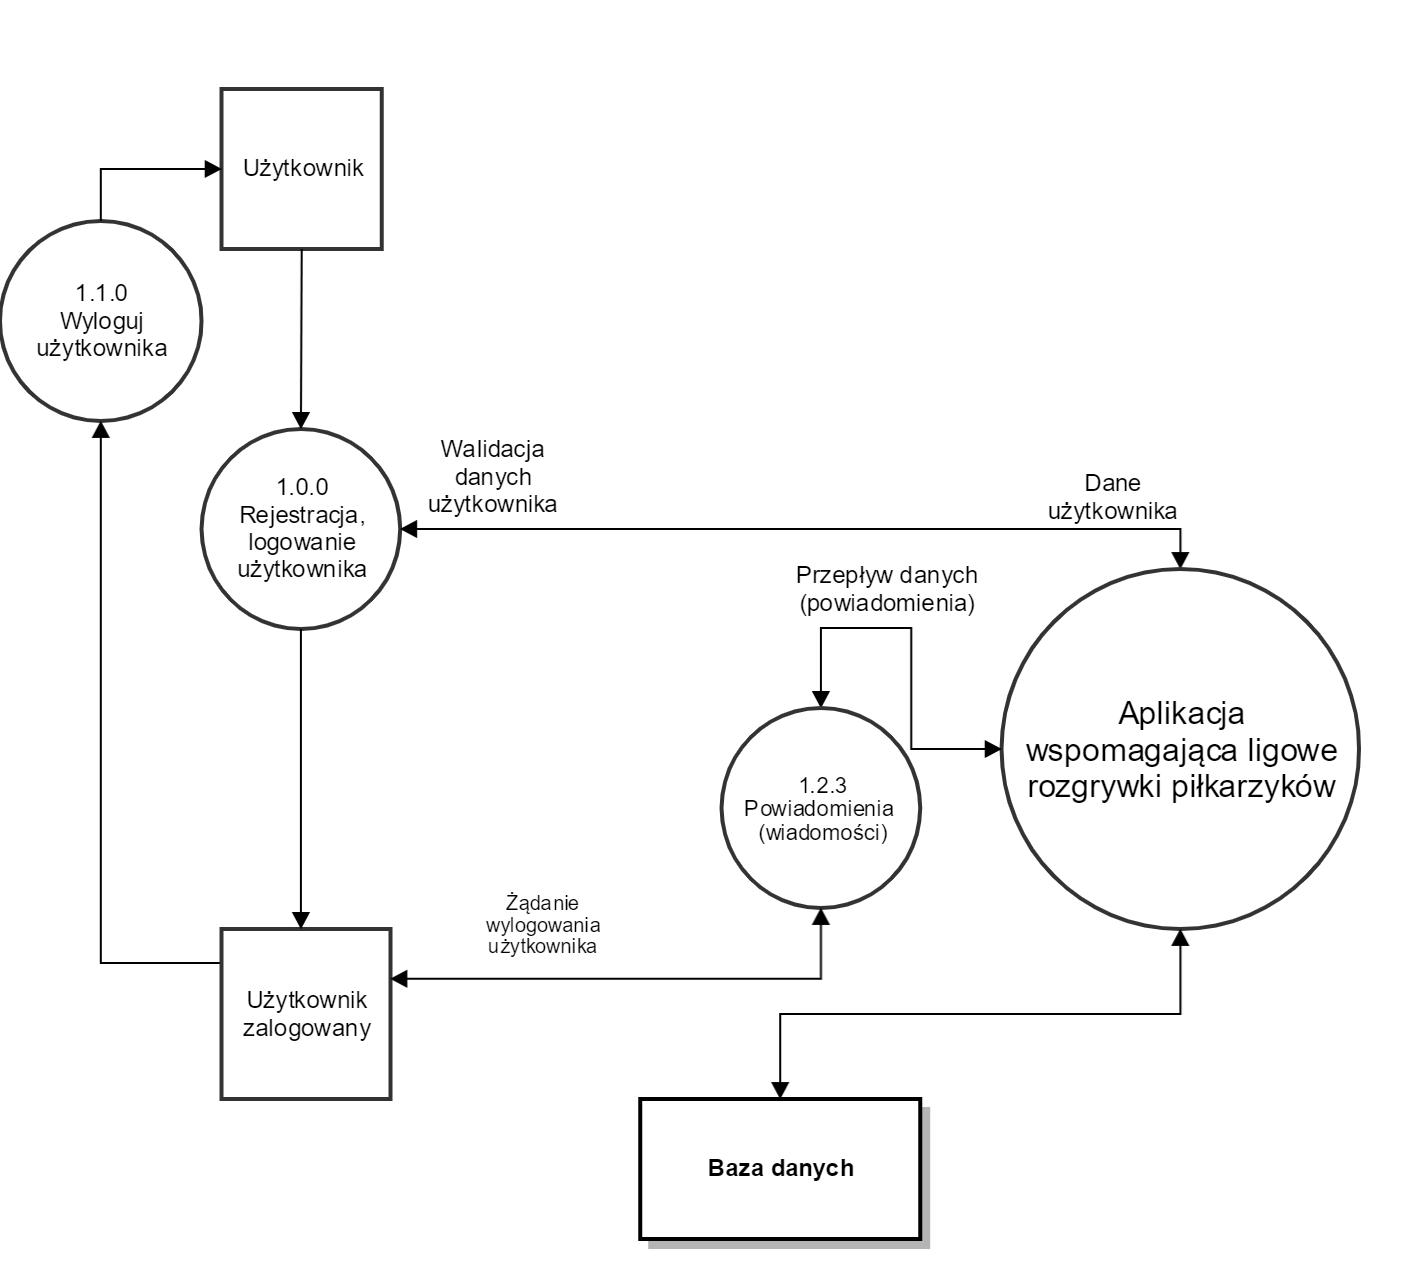 Użytkownik
1.1.0
Wyloguj
użytkownika
Walidacja
danych
użytkownika
Dane
użytkownika
1.0.0
Rejestracja,
logowanie
użytkownika
Przepływ danych
(powiadomienia)
Aplikacja
wspomagająca ligowe
rozgrywki piłkarzyków
1.2.3
Powiadomienia
(wiadomości)
Żądanie
wylogowania
użytkownika
Użytkownik
zalogowany
Baza danych